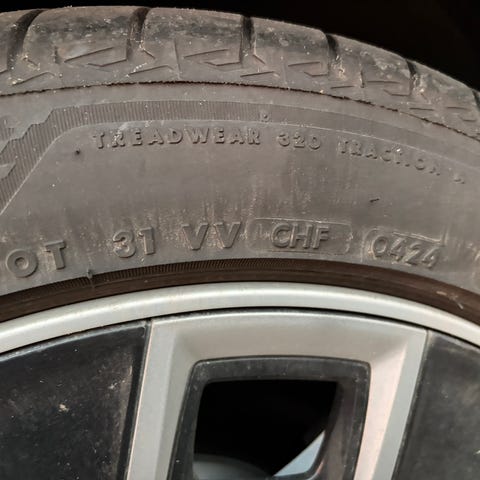 TREADWEAR 320 TRACTION A
OT 31 VV CHF 0424